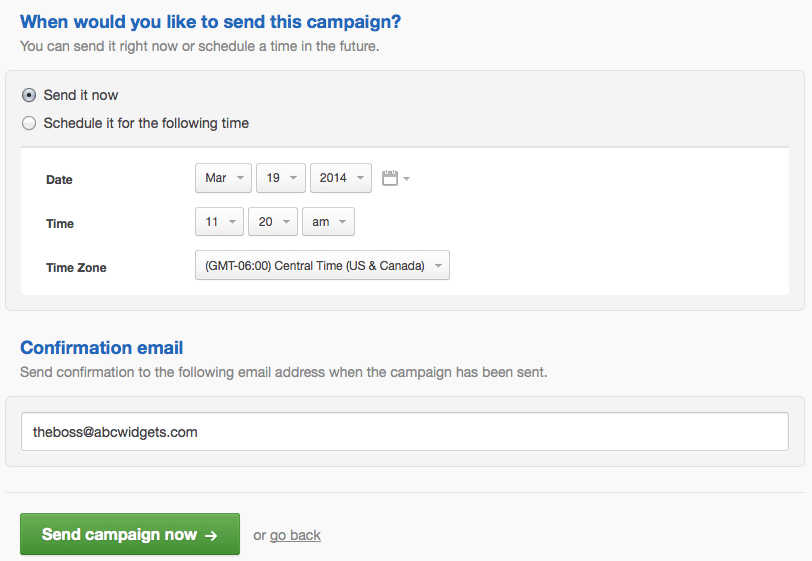 When would you like to send this campaign?
You can send it right now or schedule a time in the future.
Send it now
Schedule it for the following time
Date Mar 19 2014
Time 11 20 am
Time Zone (GMT-06:00) Central Time (US & Canada)
Confirmation email
Send confirmation to the following email address when the campaign has been sent.
theboss@abcwidgets.com
Send campaign now → or go back